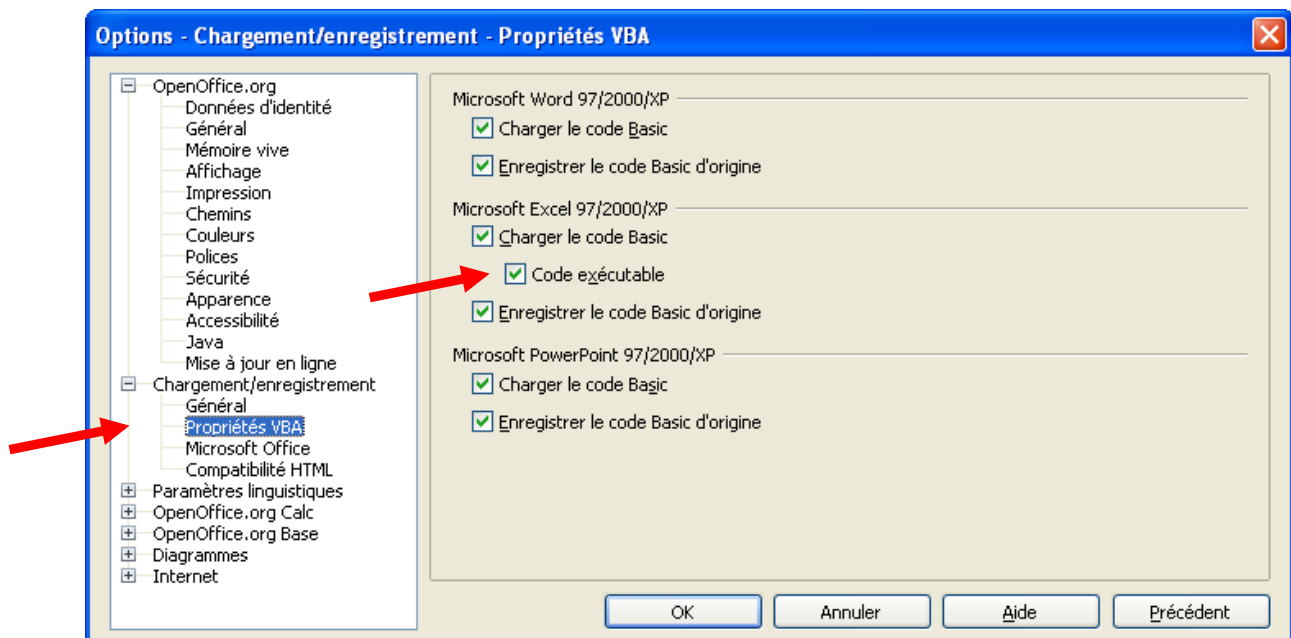 Options - Chargement/enregistrement - Propriétés VBA
OpenOffice.org
Données d'identité
Général
Mémoire vive
Affichage
Impression
Chemins
Couleurs
Polices
Sécurité
Apparence
Accessibilité
Java
Mise à jour en ligne
Chargement/enregistrement
Général
Propriétés VBA
Microsoft Office
Compatibilité HTML
Paramètres linguistiques
OpenOffice.org Calc
OpenOffice.org Base
Diagrammes
Internet
Microsoft Word 97/2000/XP
Charger le code Basic
Enregistrer le code Basic d'origine
Microsoft Excel 97/2000/XP
Charger le code Basic
Code exécutable
Enregistrer le code Basic d'origine
Microsoft PowerPoint 97/2000/XP
Charger le code Basic
Enregistrer le code Basic d'origine
OK
Annuler
Aide
Précédent